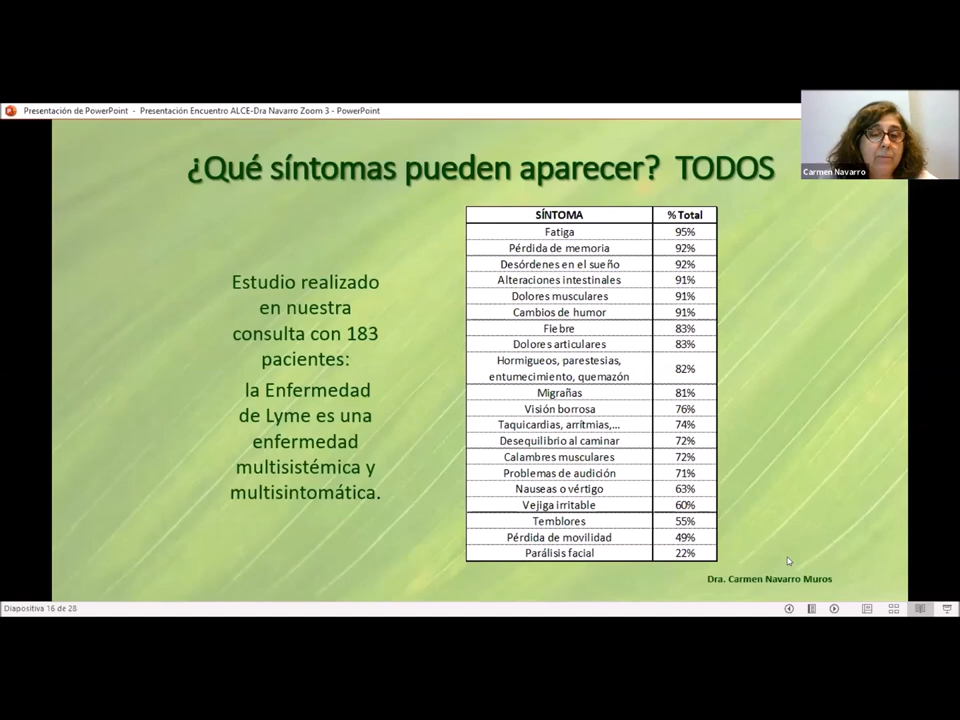 Presentación de PowerPoint - Presentación Encuentro ALCE-Dra Navarro Zoom 3 - PowerPoint
Carmen Navarro
¿Qué síntomas pueden aparecer? TODOS
Estudio realizado
en nuestra
consulta con 183
pacientes:
la Enfermedad
de Lyme es una
enfermedad
multisistémica y
multisintomática.
SÍNTOMA % Total
Fatiga 95%
Pérdida de memoria 92%
Desórdenes en el sueño 92%
Alteraciones intestinales 91%
Dolores musculares 91%
Cambios de humor 91%
Fiebre 83%
Dolores articulares 83%
Hormigueos, parestesias,
entumecimiento, quemazón 82%
Migrañas 81%
Visión borrosa 76%
Taquicardias, arrítmias,... 74%
Desequilibrio al caminar 72%
Calambres musculares 72%
Problemas de audición 71%
Nauseas o vértigo 63%
Vejiga irritable 60%
Temblores 55%
Pérdida de movilidad 49%
Parálisis facial 22%
Dra. Carmen Navarro Muros
Diapositiva 16 de 28